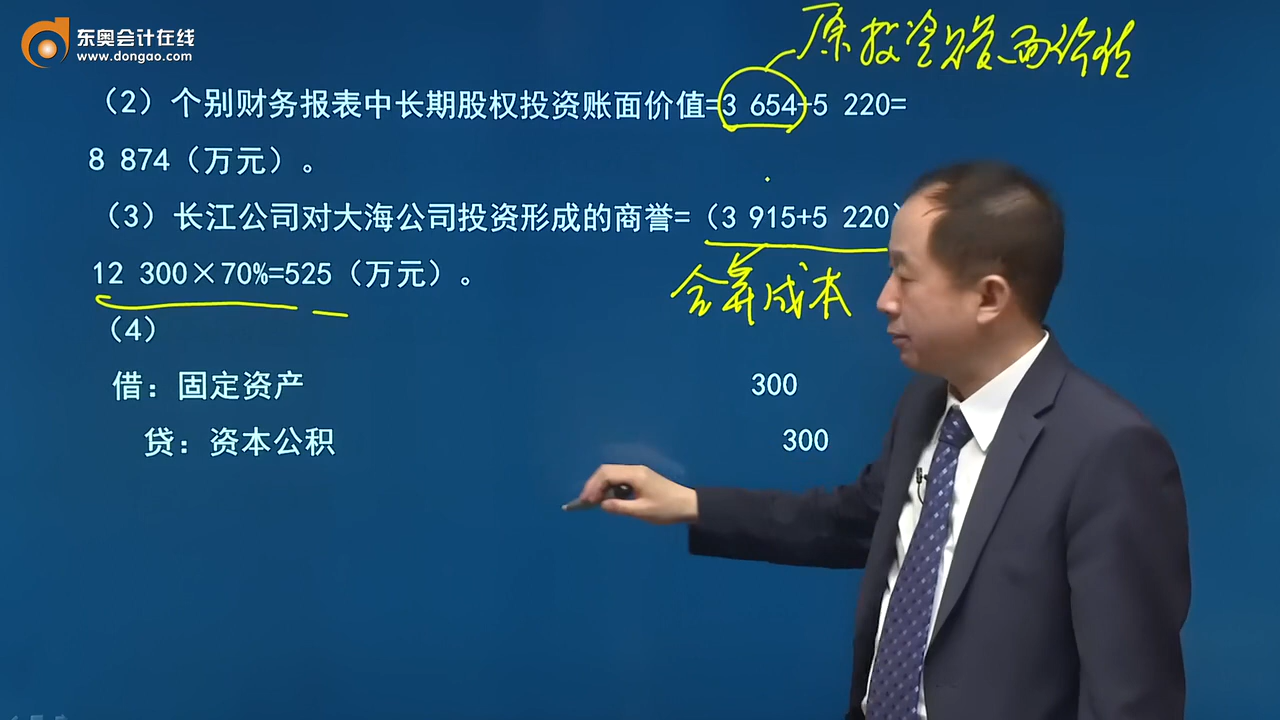 东奥会计在线
www.dongao.com
原投资账面价值
（2）个别财务报表中长期股权投资账面价值=3 654+5 220=
8 874（万元）。
（3）长江公司对大海公司投资形成的商誉=（3 915+5 220）
12 300×70%=525（万元）。
合并成本
（4）
借：固定资产 300
贷：资本公积 300